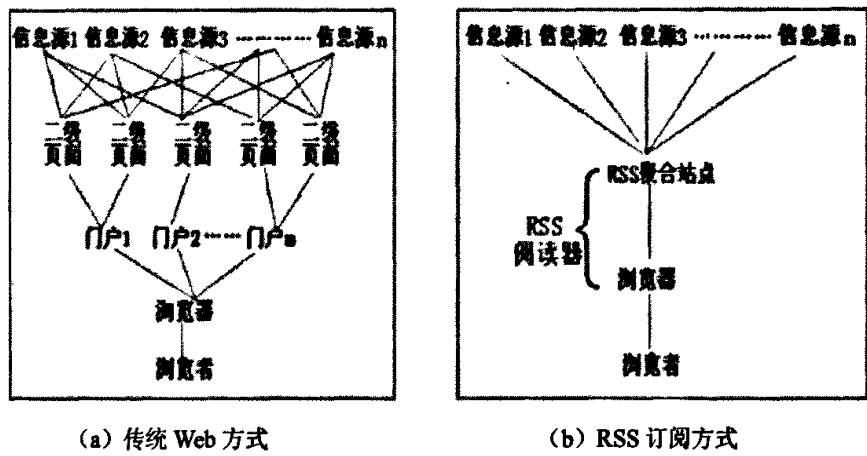 信息源1 信息源2 信息源3 ………… 信息源n
二级页面 二级页面 二级页面 二级页面 二级页面
门户1 门户2 …… 门户m
浏览器
浏览者
(a) 传统 Web 方式
信息源1 信息源2 信息源3 ………… 信息源n
RSS聚合站点
RSS
阅读器
浏览器
浏览者
(b) RSS 订阅方式